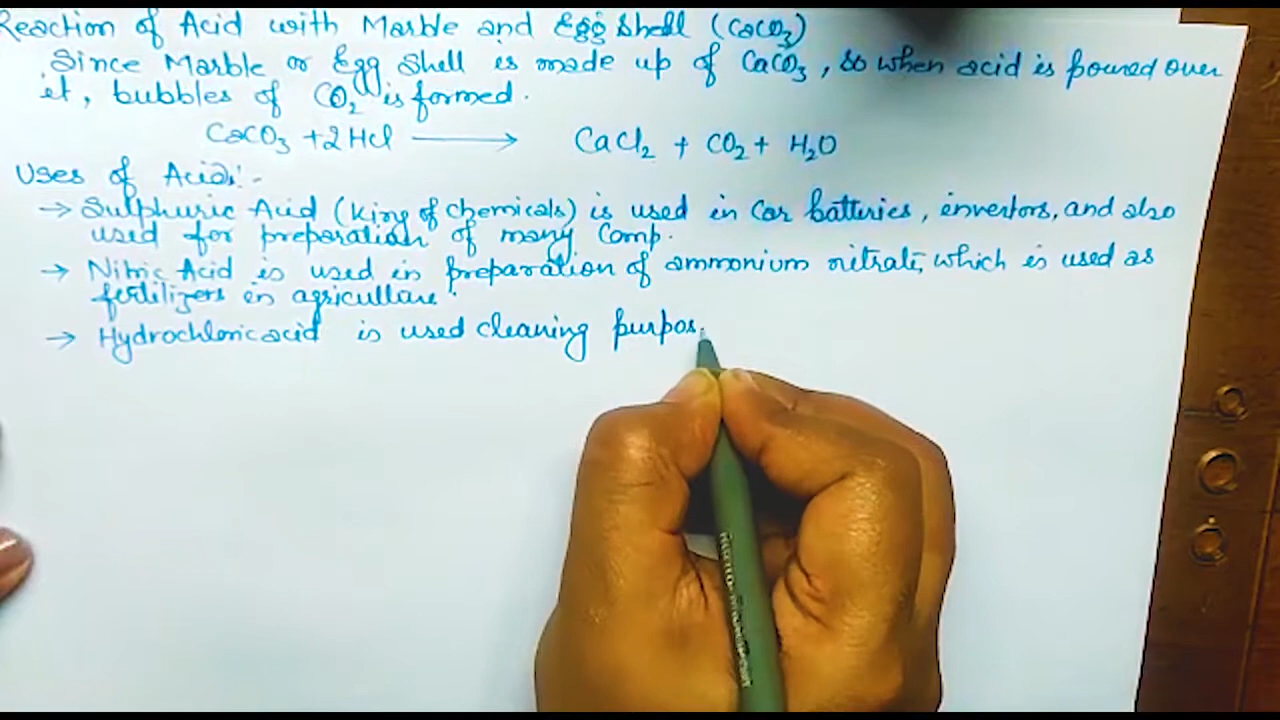 Reaction of Acid with Marble and Egg Shell (CaCO3)
Since Marble or Egg Shell is made up of CaCO3, so when acid is poured over
it, bubbles of CO2 is formed.
CaCO3 + 2HCl ⟶ CaCl2 + CO2 + H2O
Uses of Acids:-
→ Sulphuric Acid (King of chemicals) is used in Car batteries, invertors, and also
used for preparation of many Comp.
→ Nitric Acid is used in preparation of ammonium nitrate, which is used as
fertilizers in agriculture.
→ Hydrochloric acid is used cleaning purpos